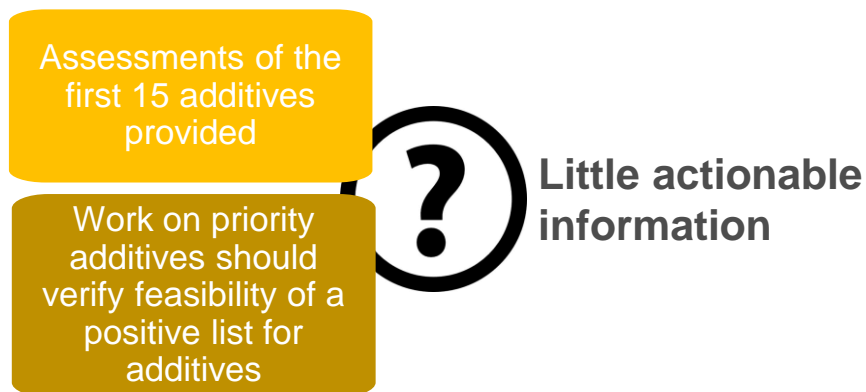 Assessments of the
first 15 additives
provided
?
Little actionable
information
Work on priority
additives should
verify feasibility of a
positive list for
additives